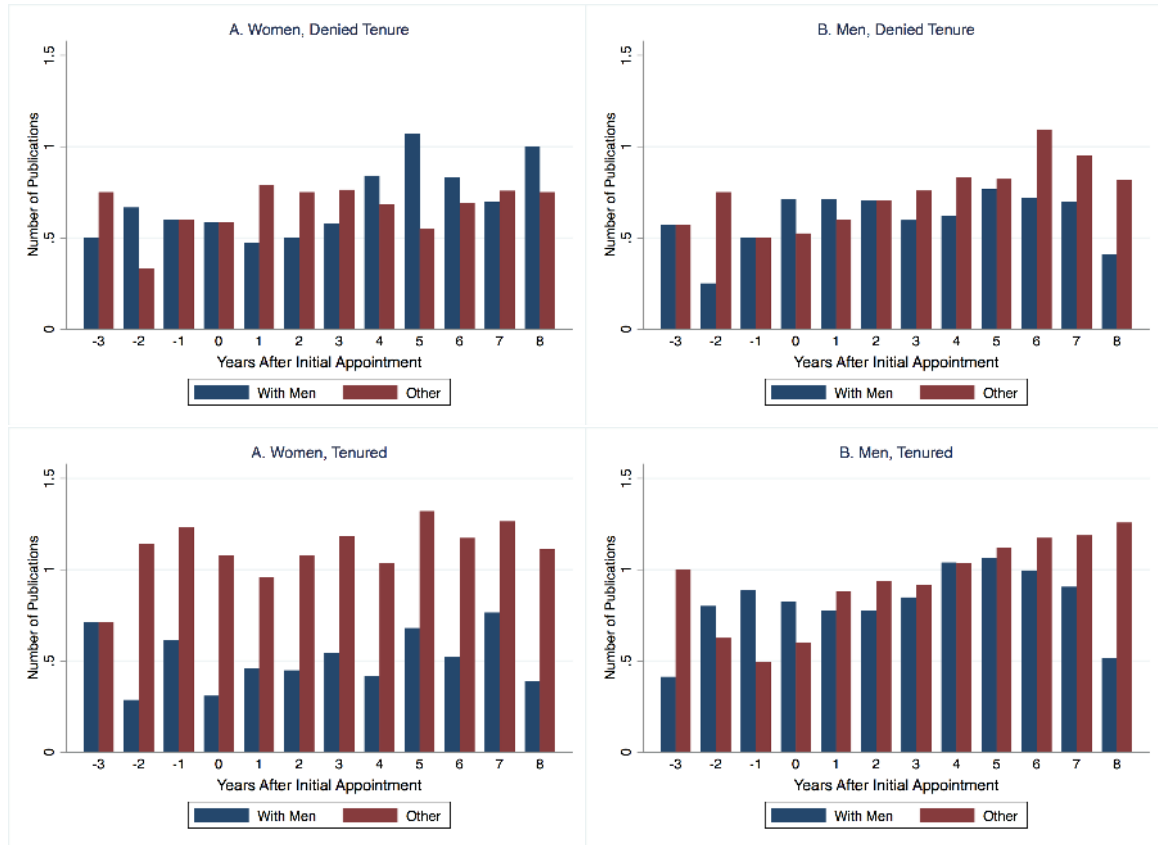 A. Women, Denied Tenure
Number of Publications
1.5
1
.5
0
-3 -2 -1 0 1 2 3 4 5 6 7 8
Years After Initial Appointment
With Men Other
B. Men, Denied Tenure
Number of Publications
1.5
1
.5
0
-3 -2 -1 0 1 2 3 4 5 6 7 8
Years After Initial Appointment
With Men Other
A. Women, Tenured
Number of Publications
1.5
1
.5
0
-3 -2 -1 0 1 2 3 4 5 6 7 8
Years After Initial Appointment
With Men Other
B. Men, Tenured
Number of Publications
1.5
1
.5
0
-3 -2 -1 0 1 2 3 4 5 6 7 8
Years After Initial Appointment
With Men Other